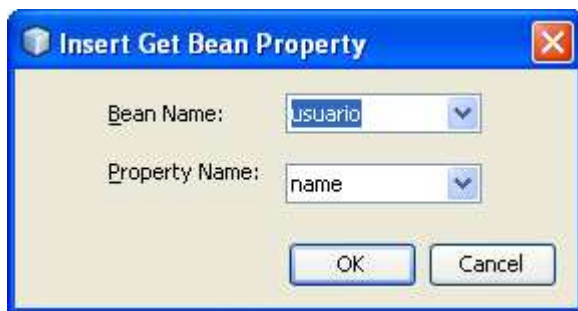 Insert Get Bean Property
Bean Name: usuario
Property Name: name
OK Cancel